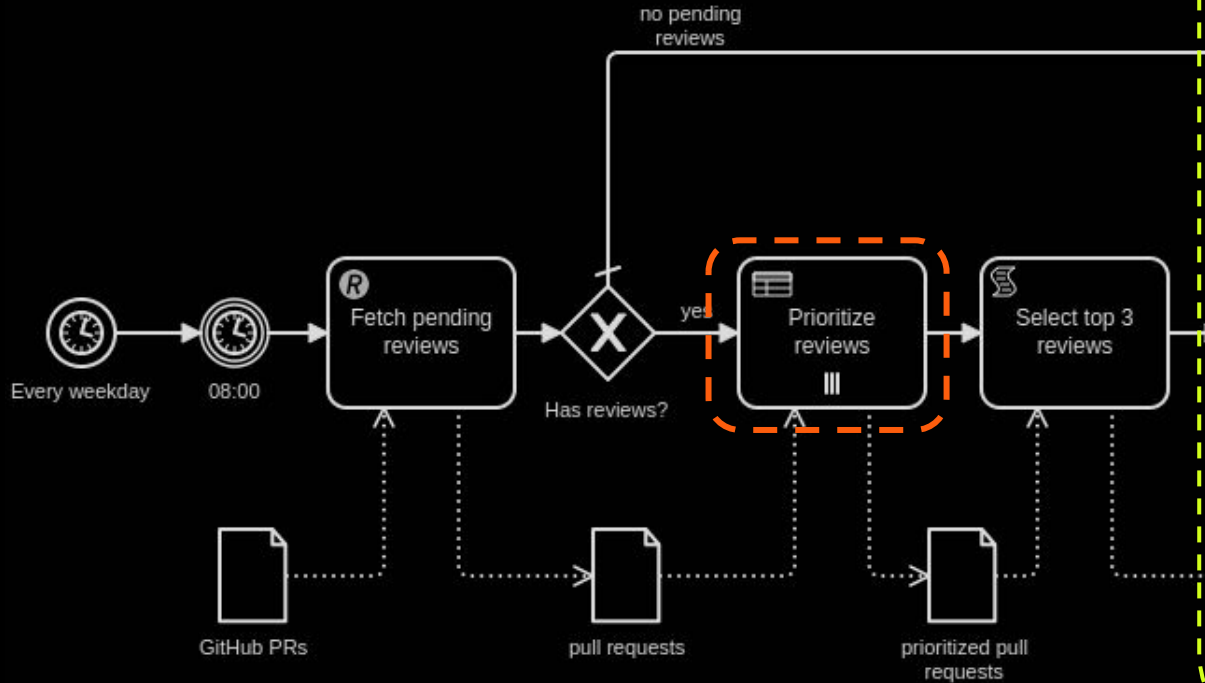 no pending
reviews
R
Fetch pending
reviews
yes
X
Prioritize
reviews
Select top 3
reviews
Every weekday
08:00
Has reviews?
GitHub PRs
pull requests
prioritized pull
requests